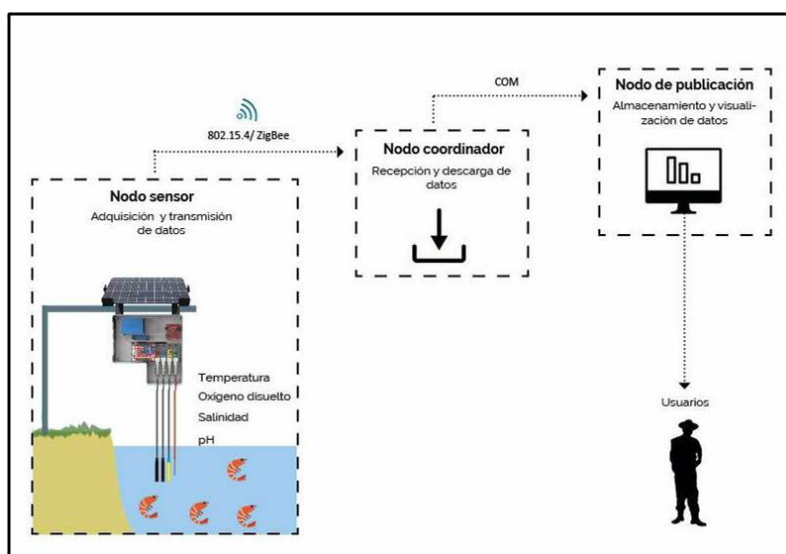 Nodo de publicación
Almacenamiento y visuali-
zación de datos
COM
802.15.4/ ZigBee
Nodo coordinador
Recepción y descarga de
datos
Nodo sensor
Adquisición y transmisión
de datos
Temperatura
Oxigeno disuelto
Salinidad
pH
Usuarios